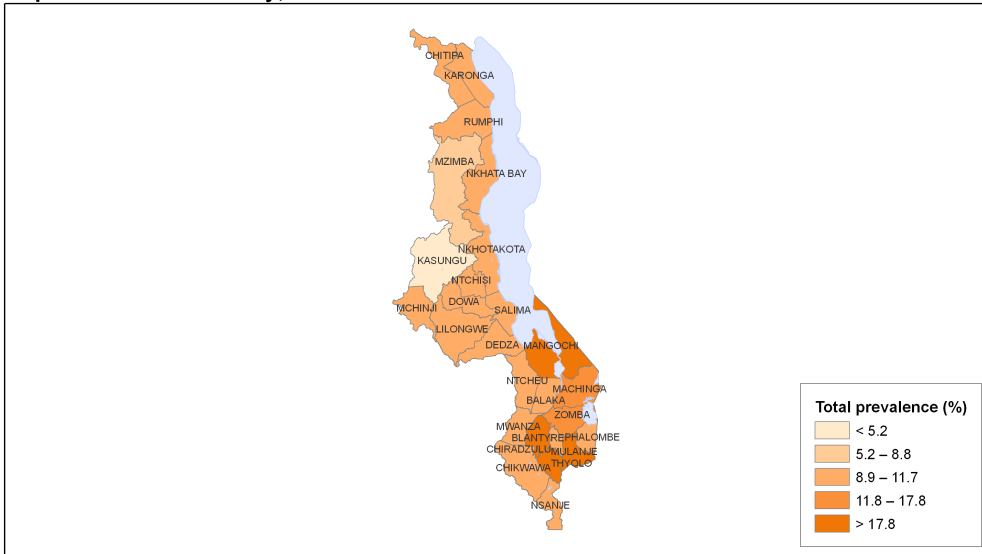 CHITIPA
KARONGA
RUMPHI
MZIMBA
NKHATA BAY
NKHOTAKOTA
KASUNGU
NTCHISI
DOWA
MCHINJI
SALIMA
LILONGWE
DEDZA
MANGOCHI
NTCHEU
MACHINGA
BALAKA
ZOMBA
MWANZA
BLANTYRE
PHALOMBE
CHIRADZULU
MULANJE
THYOLO
CHIKWAWA
NSANJE
Total prevalence (%)
< 5.2
5.2 – 8.8
8.9 – 11.7
11.8 – 17.8
> 17.8